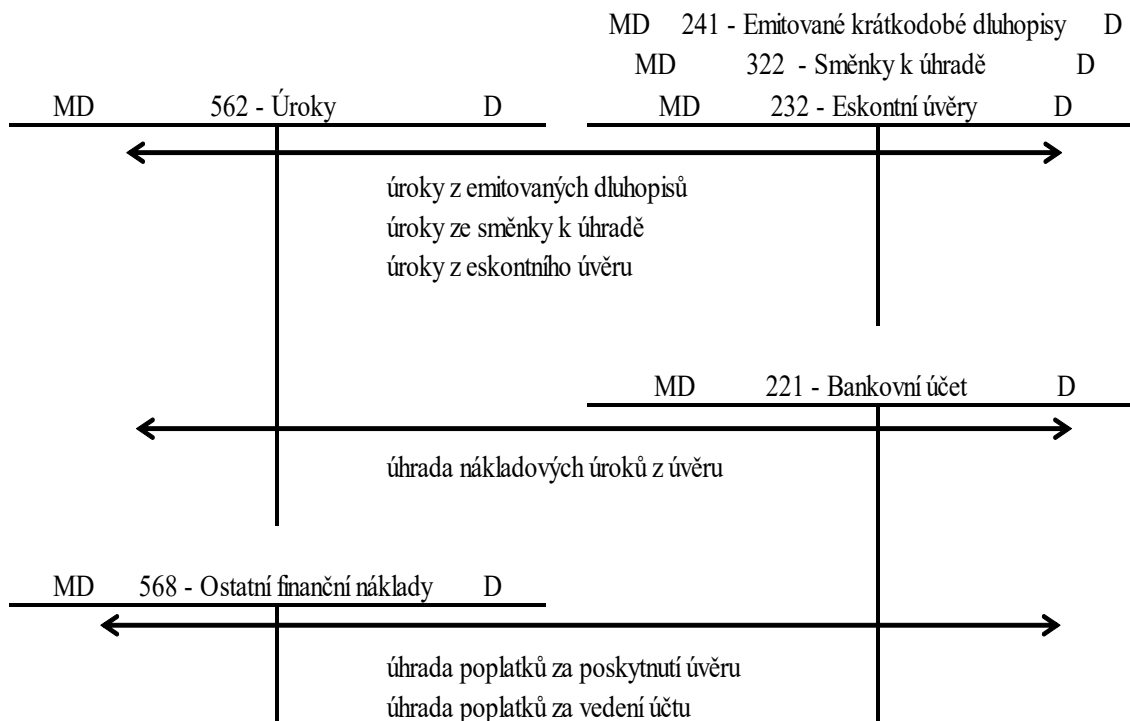 MD 241 - Emitované krátkodobé dluhopisy D
MD 322 - Směnky k úhradě D
MD 562 - Úroky D MD 232 - Eskontní úvěry D
úroky z emitovaných dluhopisů
úroky ze směnky k úhradě
úroky z eskontního úvěru
MD 221 - Bankovní účet D
úhrada nákladových úroků z úvěru
MD 568 - Ostatní finanční náklady D
úhrada poplatků za poskytnutí úvěru
úhrada poplatků za vedení účtu